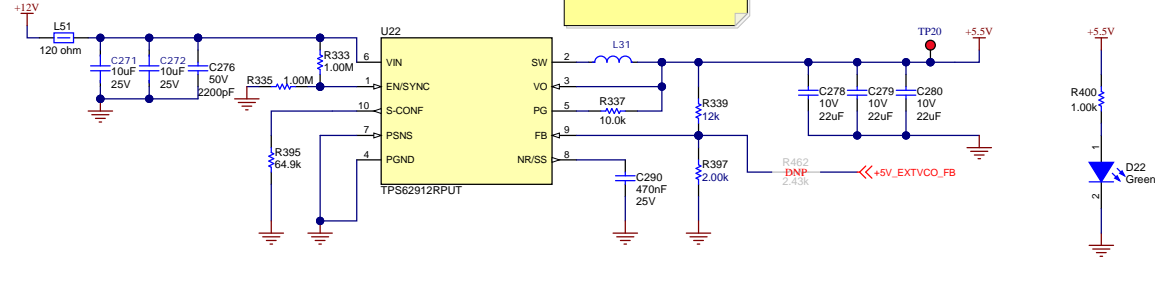 +12V
L51
120 ohm
C271
10uF
25V
C272
10uF
25V
C276
50V
2200pF
R333
1.00M
R335
1.00M
R395
64.9k
U22
6
VIN
1
EN/SYNC
10
S-CONF
7
PSNS
4
PGND
SW
2
VO
3
PG
5
FB
9
NR/SS
8
TPS62912RPUT
L31
R337
10.0k
C290
470nF
25V
R339
12k
R397
2.00k
R462
DNP
2.43k
+5V_EXTVCO_FB
C278
10V
22uF
C279
10V
22uF
C280
10V
22uF
TP20
+5.5V
+5.5V
R400
1.00k
1
D22
Green
2